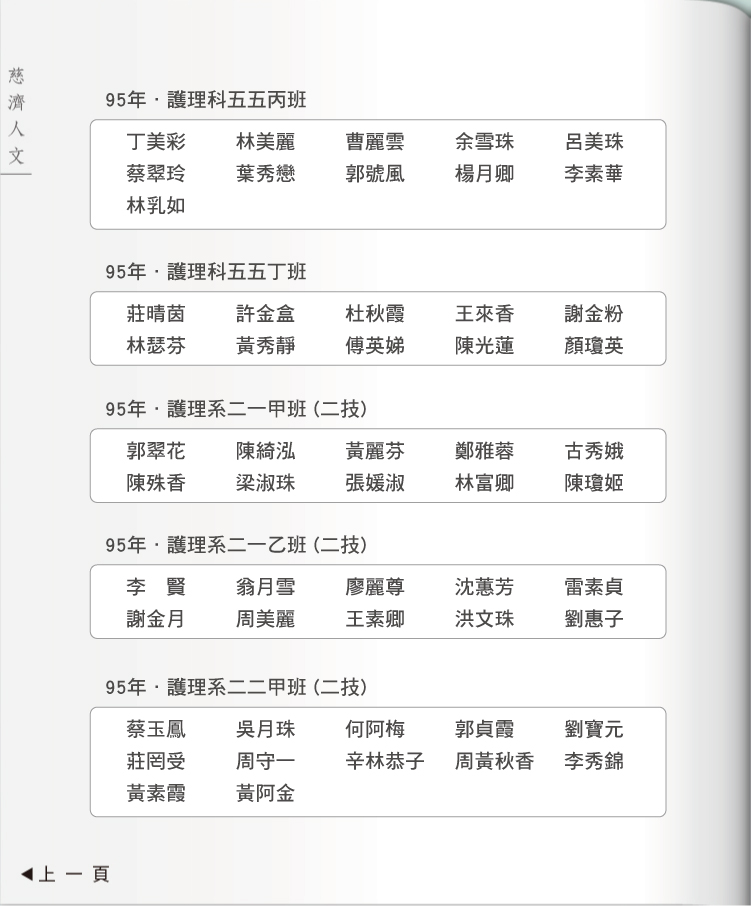 慈濟人文
95年．護理科五五丙班
丁美彩 林美麗 曹麗雲 余雪珠 呂美珠
蔡翠玲 葉秀戀 郭號風 楊月卿 李素華
林乳如
95年．護理科五五丁班
莊晴茵 許金盒 杜秋霞 王來香 謝金粉
林瑟芬 黃秀靜 傅英娣 陳光蓮 顏瓊英
95年．護理系二一甲班(二技)
郭翠花 陳綺泓 黃麗芬 鄭雅蓉 古秀娥
陳殊香 梁淑珠 張媛淑 林富卿 陳瓊姬
95年．護理系二一乙班(二技)
李　賢 翁月雪 廖麗尊 沈蕙芳 雷素貞
謝金月 周美麗 王素卿 洪文珠 劉惠子
95年．護理系二二甲班(二技)
蔡玉鳳 吳月珠 何阿梅 郭貞霞 劉寶元
莊罔受 周守一 辛林恭子 周黃秋香 李秀錦
黃素霞 黃阿金
◀上一頁